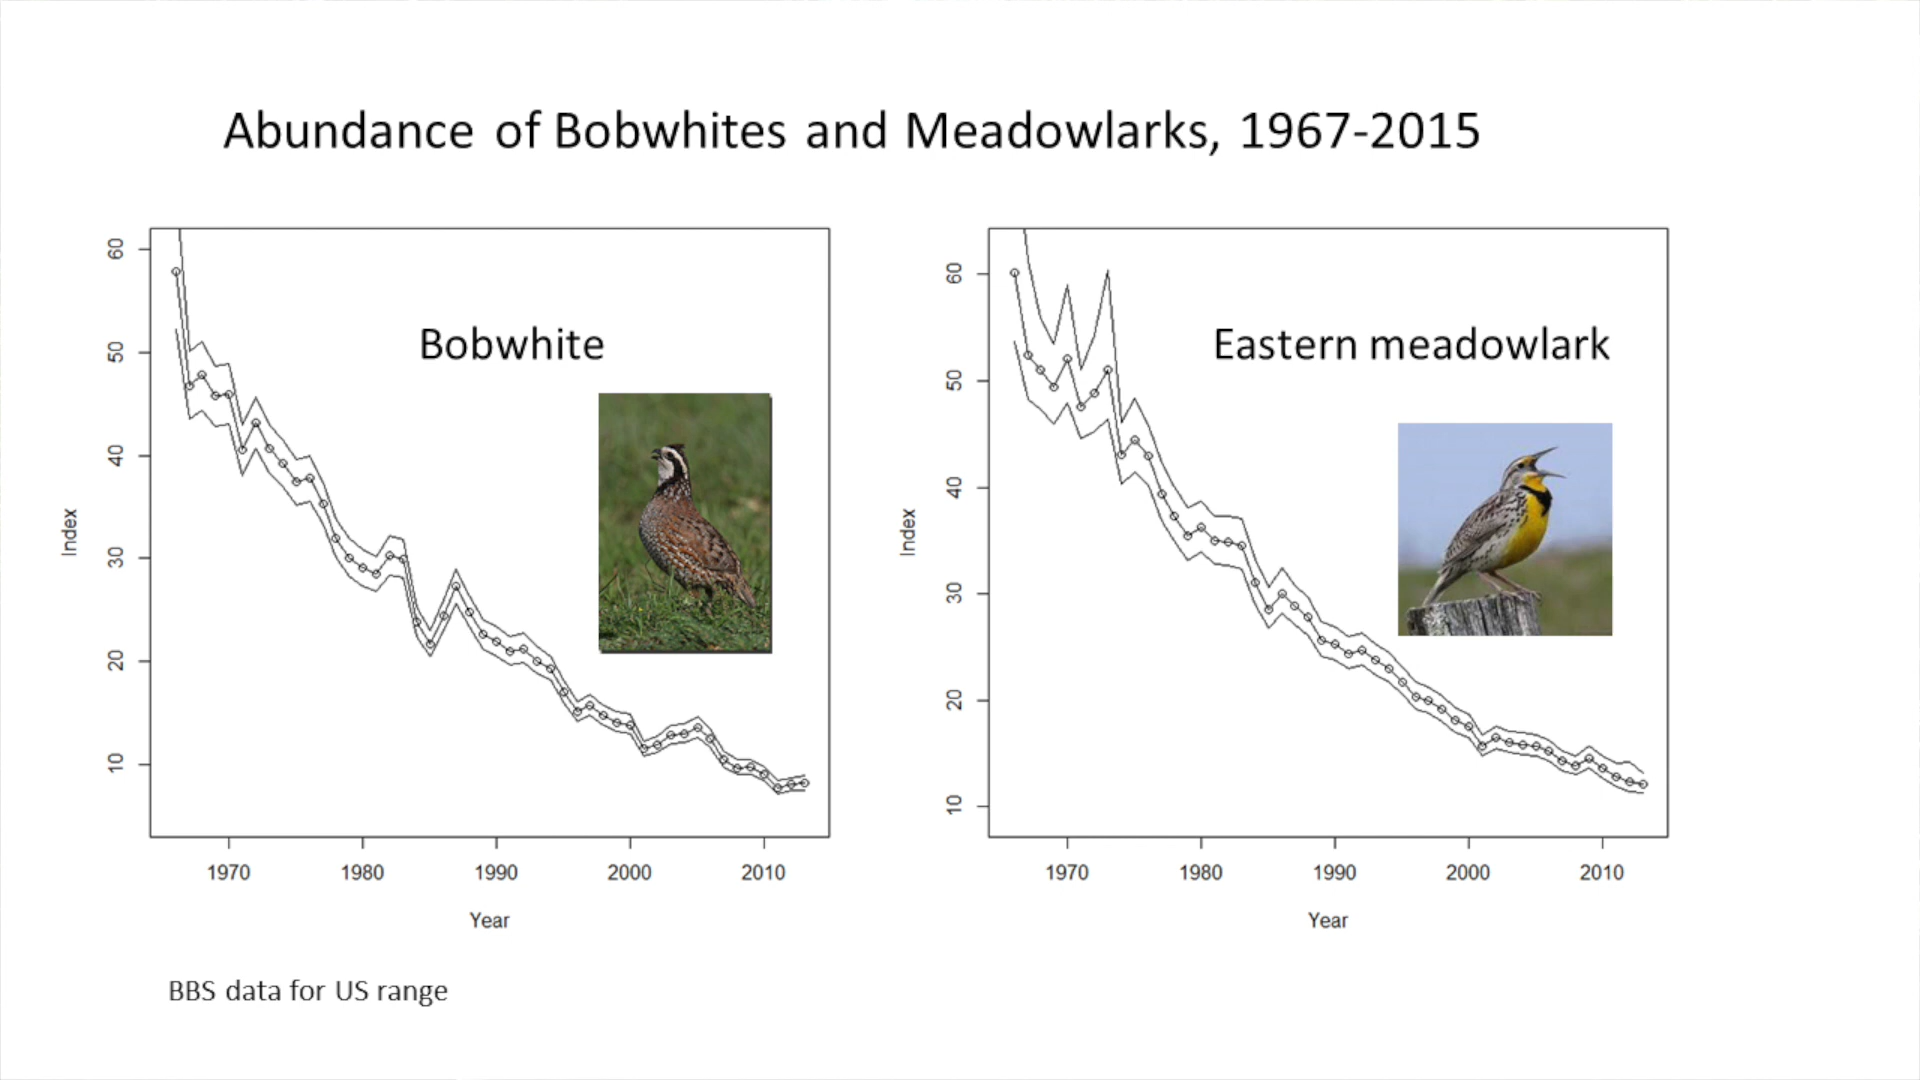 Abundance of Bobwhites and Meadowlarks, 1967-2015
Bobwhite
60
50
40
30
20
10
Index
1970 1980 1990 2000 2010
Year
Eastern meadowlark
60
50
40
30
20
10
Index
1970 1980 1990 2000 2010
Year
BBS data for US range